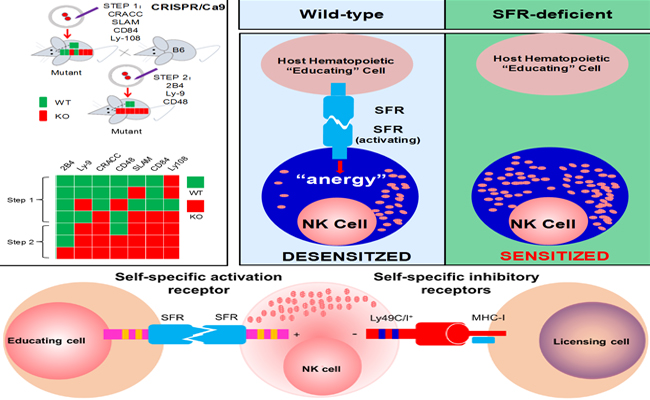 CRISPR/Ca9
STEP 1:
CRACC
SLAM
CD84
Ly-108
B6
Mutant
STEP 2:
2B4
Ly-9
CD48
WT
KO
Mutant
2B4
Ly-9
CRACC
CD48
SLAM
CD84
Ly108
Step 1
Step 2
WT
KO
Wild-type
Host Hematopoietic
“Educating” Cell
SFR
SFR
(activating)
“anergy”
NK Cell
DESENSITZED
SFR-deficient
Host Hematopoietic
“Educating” Cell
NK Cell
SENSITIZED
Self-specific activation
receptor
Self-specific inhibitory
receptors
SFR
SFR
Ly49C/I+
MHC-I
Educating cell
+
-
Licensing cell
NK cell